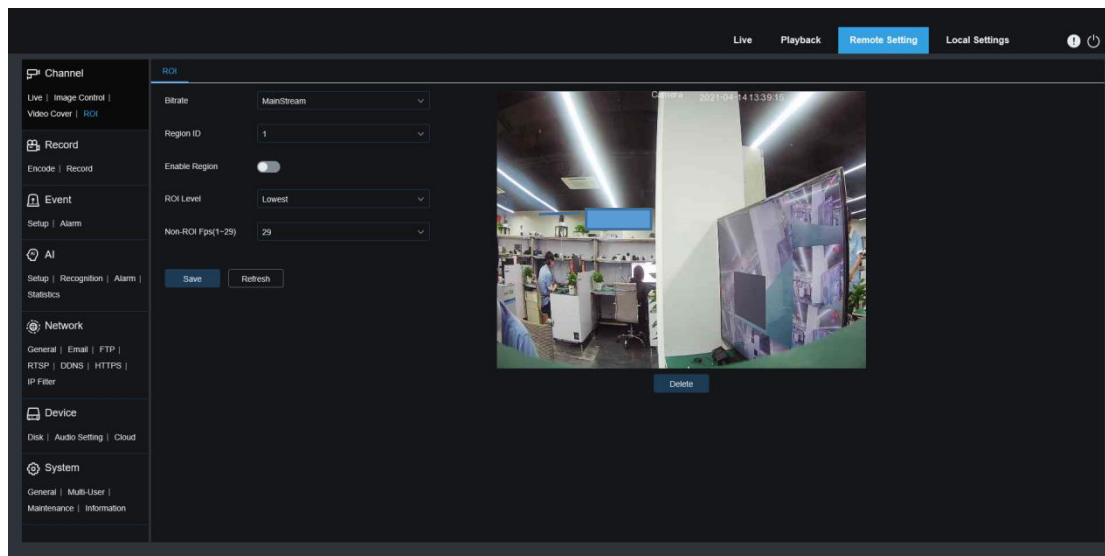 Live Playback Remote Setting Local Settings
Channel
Live | Image Control |
Video Cover | ROI
Record
Encode | Record
Event
Setup | Alarm
AI
Setup | Recognition | Alarm |
Statistics
Network
General | Email | FTP |
RTSP | DDNS | HTTPS |
IP Filter
Device
Disk | Audio Setting | Cloud
System
General | Multi-User |
Maintenance | Information
ROI
Bitrate MainStream
Region ID 1
Enable Region
ROI Level Lowest
Non-ROI Fps(1~29) 29
Save Refresh
Camera 2021-04-14 13:39:15
Delete